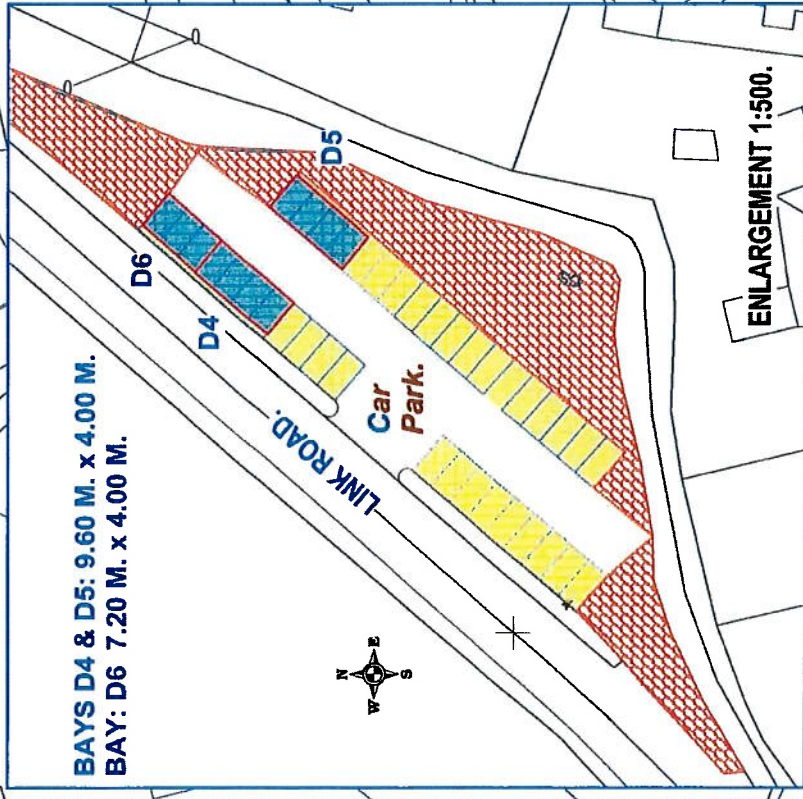 BAYS D4 & D5: 9.60 M. x 4.00 M.
BAY: D6 7.20 M. x 4.00 M.
D6
D5
D4
LINK ROAD.
Car
Park.
N
W E
S
ENLARGEMENT 1:500.